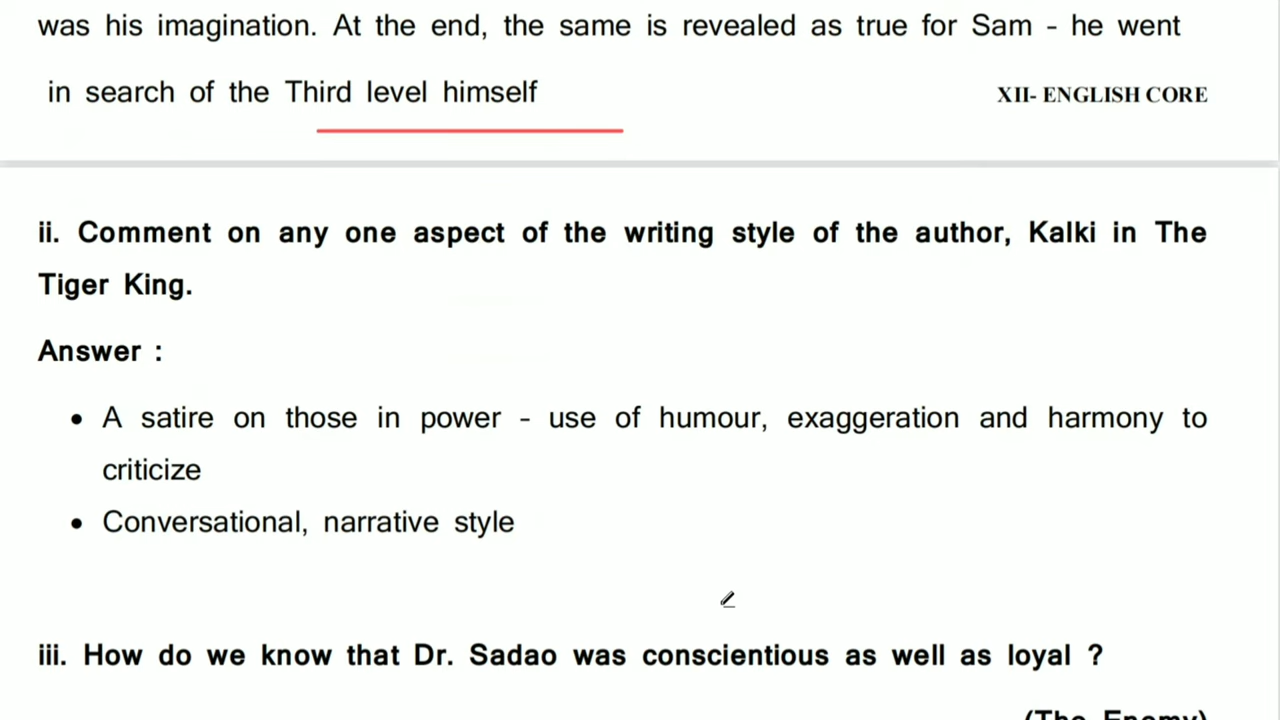 was his imagination. At the end, the same is revealed as true for Sam - he went
in search of the Third level himself
XII- ENGLISH CORE
ii. Comment on any one aspect of the writing style of the author, Kalki in The
Tiger King.
Answer :
• A satire on those in power - use of humour, exaggeration and harmony to
criticize
• Conversational, narrative style
iii. How do we know that Dr. Sadao was conscientious as well as loyal ?
(The Enemy)